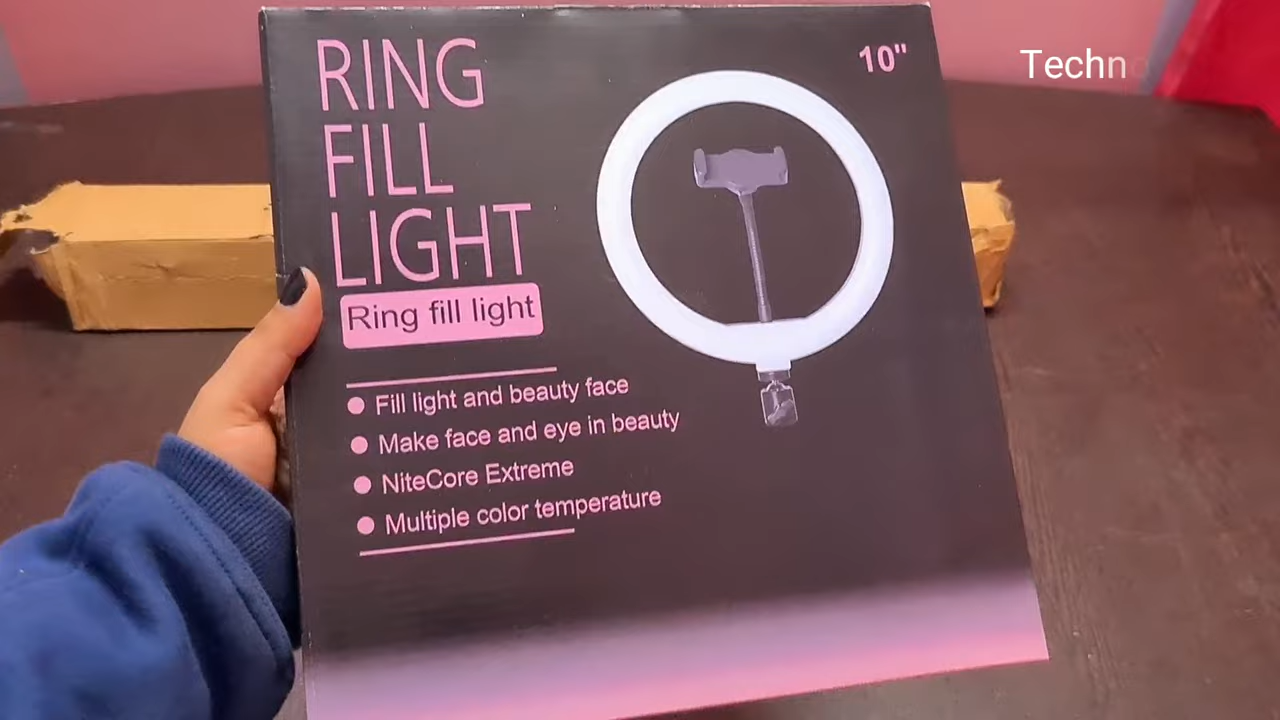 RING
FILL
LIGHT
Ring fill light
Fill light and beauty face
Make face and eye in beauty
NiteCore Extreme
Multiple color temperature
10"